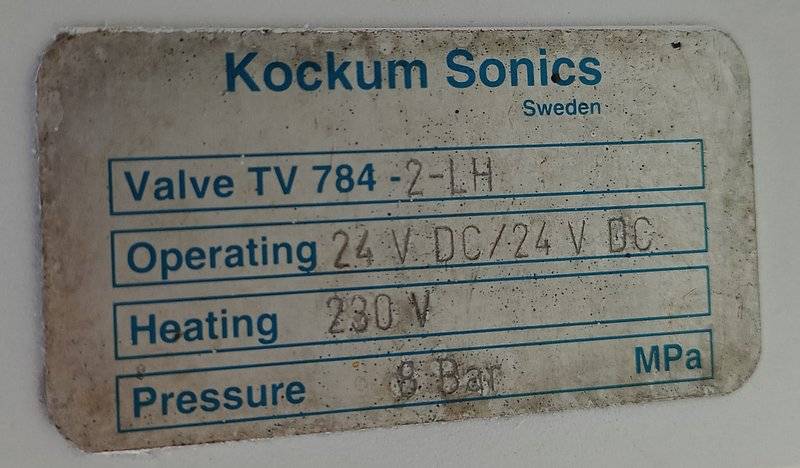 Kockum Sonics
Sweden
Valve TV 784 - 2-LH
Operating 24 V DC/24 V DC
Heating 230 V
Pressure 8 Bar MPa